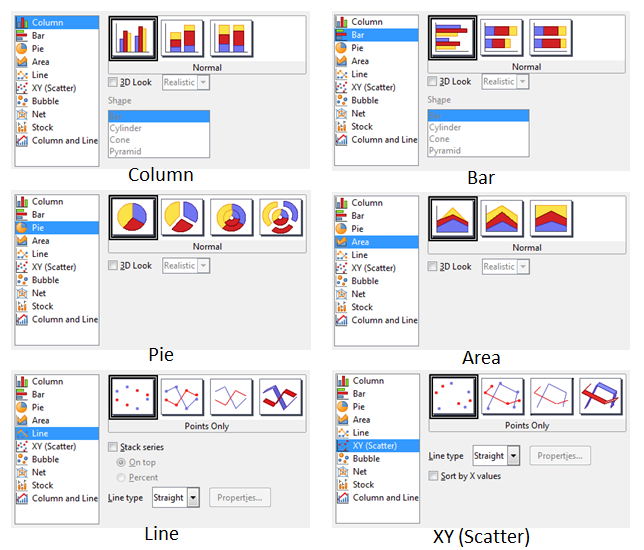 Column
Bar
Pie
Area
Line
XY (Scatter)
Bubble
Net
Stock
Column and Line
Normal
3D Look
Realistic
Shape
Cylinder
Cone
Pyramid
Column
Column
Bar
Pie
Area
Line
XY (Scatter)
Bubble
Net
Stock
Column and Line
Normal
3D Look
Realistic
Shape
Cylinder
Cone
Pyramid
Bar
Column
Bar
Pie
Area
Line
XY (Scatter)
Bubble
Net
Stock
Column and Line
Normal
3D Look
Realistic
Pie
Column
Bar
Pie
Area
Line
XY (Scatter)
Bubble
Net
Stock
Column and Line
Normal
3D Look
Realistic
Area
Column
Bar
Pie
Area
Line
XY (Scatter)
Bubble
Net
Stock
Column and Line
Points Only
Stack series
On top
Percent
Line type Straight Properties...
Line
Column
Bar
Pie
Area
Line
XY (Scatter)
Bubble
Net
Stock
Column and Line
Points Only
Line type Straight Properties...
Sort by X values
XY (Scatter)